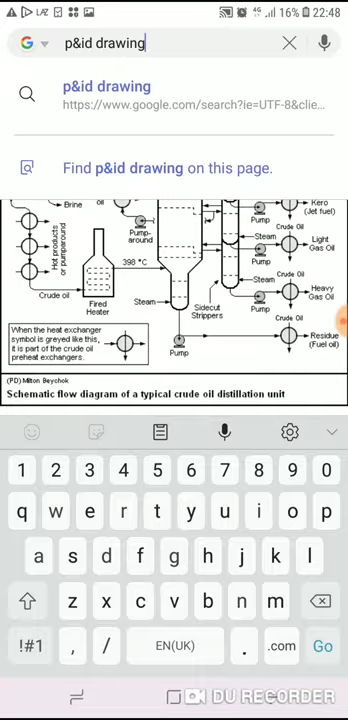 LAZ 4G 16% 22:48
G p&id drawing
p&id drawing
https://www.google.com/search?ie=UTF-8&clie...
Find p&id drawing on this page.
Brine
oil
Pump-
around
Hot products
or pumparound
Crude oil
Fired
Heater
398 °C
Steam
Sidecut
Strippers
Pump
Kero
(Jet fuel)
Crude Oil
Steam
Light
Gas Oil
Pump
Crude Oil
Steam
Heavy
Gas Oil
Pump
Crude Oil
Residue
(Fuel oil)
Pump
When the heat exchanger
symbol is greyed like this,
it is part of the crude oil
preheat exchangers.
(PD) Milton Beychok
Schematic flow diagram of a typical crude oil distillation unit
1 2 3 4 5 6 7 8 9 0
q w e r t y u i o p
a s d f g h j k l
z x c v b n m
!#1 , / EN(UK) . .com Go
DU RECORDER